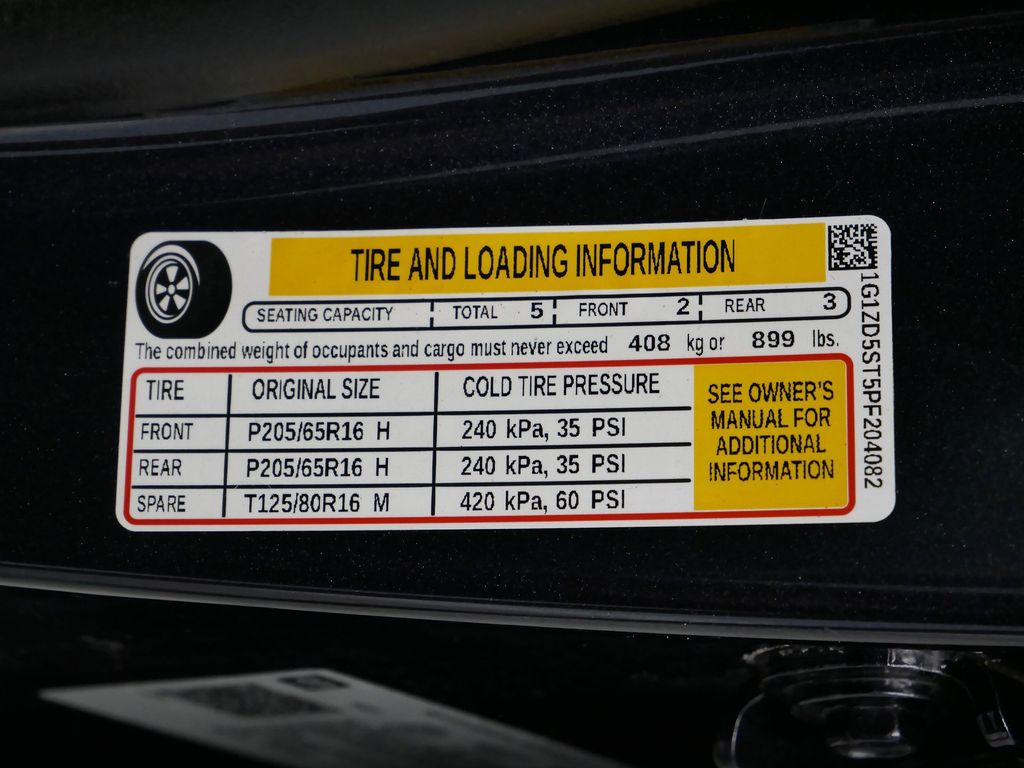 TIRE AND LOADING INFORMATION
SEATING CAPACITY TOTAL 5 FRONT 2 REAR 3
The combined weight of occupants and cargo must never exceed 408 kg or 899 lbs.
TIRE ORIGINAL SIZE COLD TIRE PRESSURE
FRONT P205/65R16 H 240 kPa, 35 PSI
REAR P205/65R16 H 240 kPa, 35 PSI
SPARE T125/80R16 M 420 kPa, 60 PSI
SEE OWNER'S
MANUAL FOR
ADDITIONAL
INFORMATION
1G1ZD5ST5PF204082